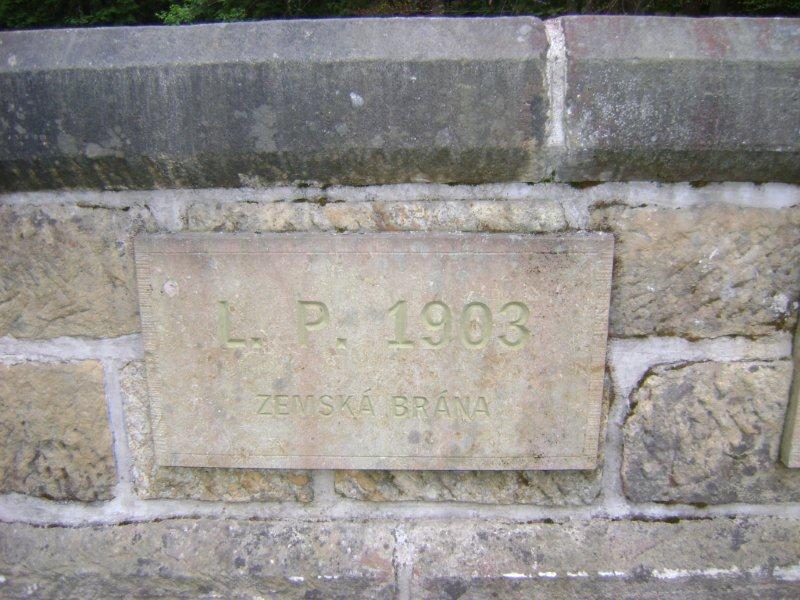 L. P. 1903
ZEMSKÁ BRÁNA